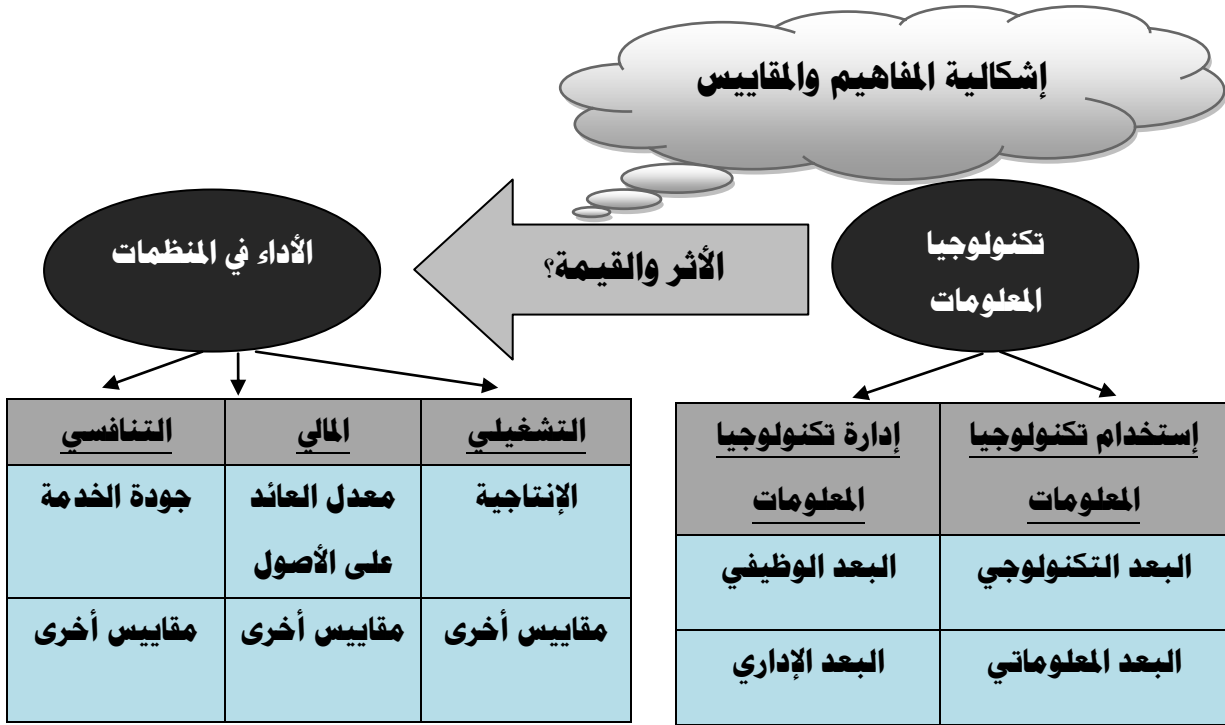 إشكالية المفاهيم والمقاييس
تكنولوجيا
المعلومات
الأثر والقيمة؟
الأداء في المنظمات
إستخدام تكنولوجيا
المعلومات
إدارة تكنولوجيا
المعلومات
البعد التكنولوجي
البعد الوظيفي
البعد المعلوماتي
البعد الإداري
التشغيلي
المالي
التنافسي
الإنتاجية
معدل العائد
على الأصول
جودة الخدمة
مقاييس أخرى
مقاييس أخرى
مقاييس أخرى